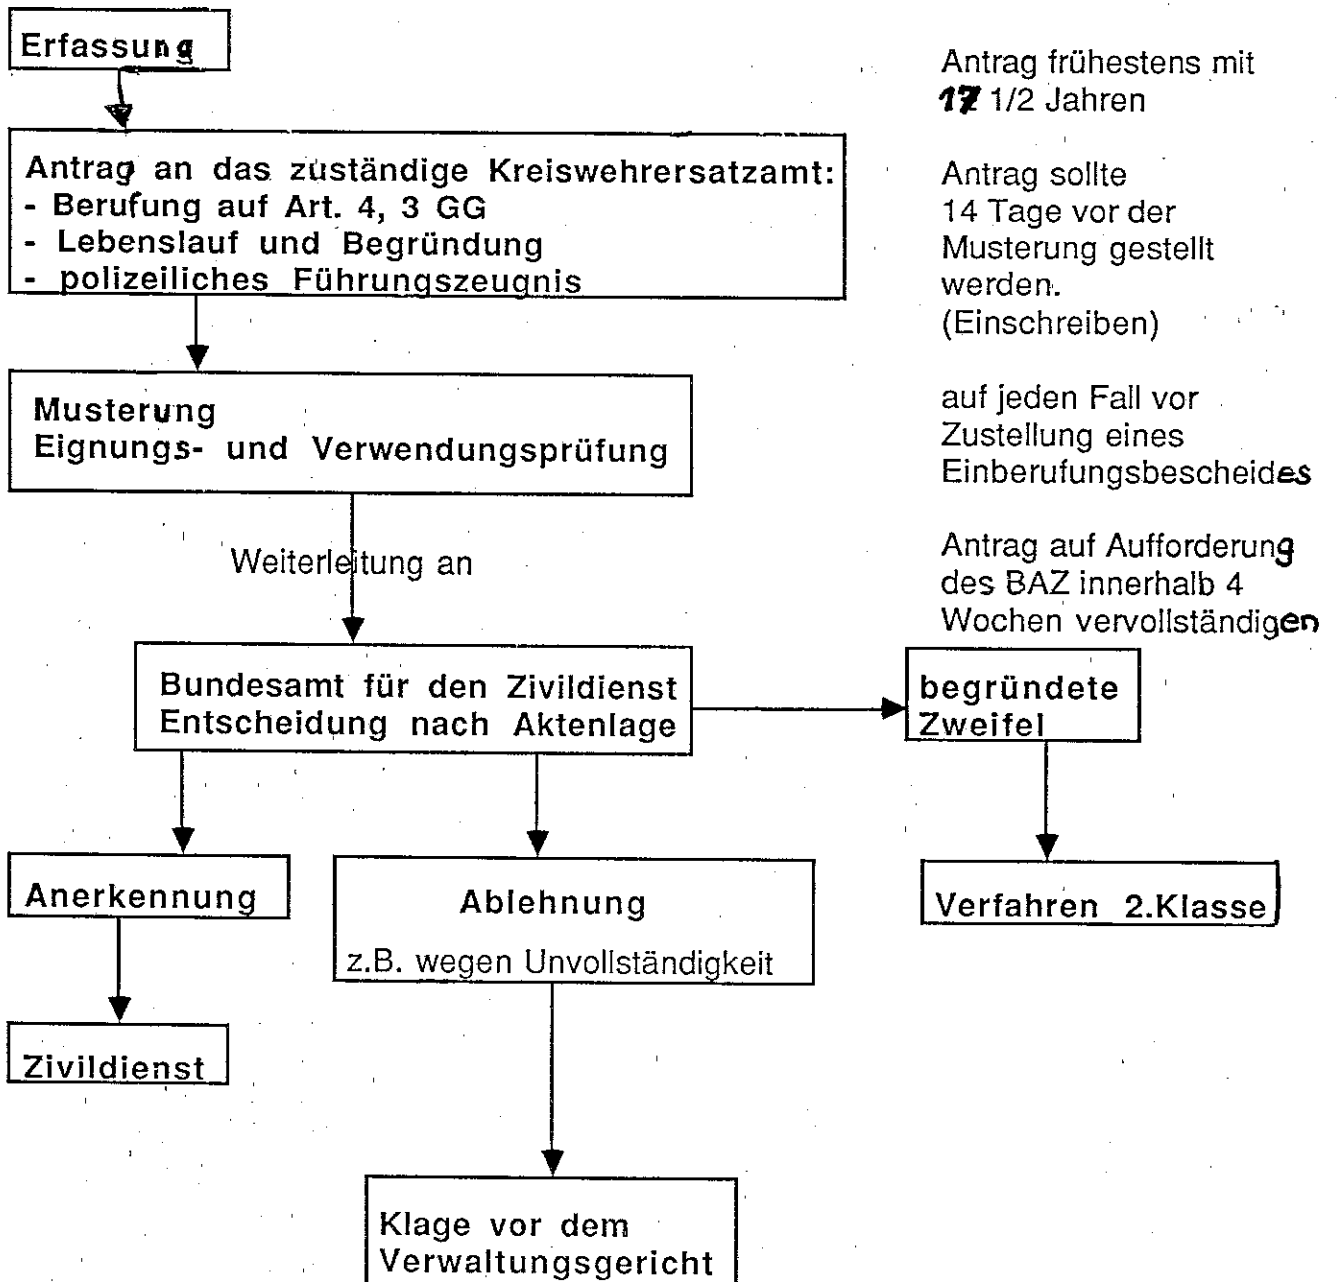 Erfassung
Antrag an das zuständige Kreiswehrersatzamt:
- Berufung auf Art. 4, 3 GG
- Lebenslauf und Begründung
- polizeiliches Führungszeugnis
Musterung
Eignungs- und Verwendungsprüfung
Weiterleitung an
Bundesamt für den Zivildienst
Entscheidung nach Aktenlage
Anerkennung
Zivildienst
Ablehnung
z.B. wegen Unvollständigkeit
Klage vor dem
Verwaltungsgericht
Antrag frühestens mit
17 1/2 Jahren
Antrag sollte
14 Tage vor der
Musterung gestellt
werden.
(Einschreiben)
auf jeden Fall vor
Zustellung eines
Einberufungsbescheides
Antrag auf Aufforderung
des BAZ innerhalb 4
Wochen vervollständigen
begründete
Zweifel
Verfahren 2.Klasse